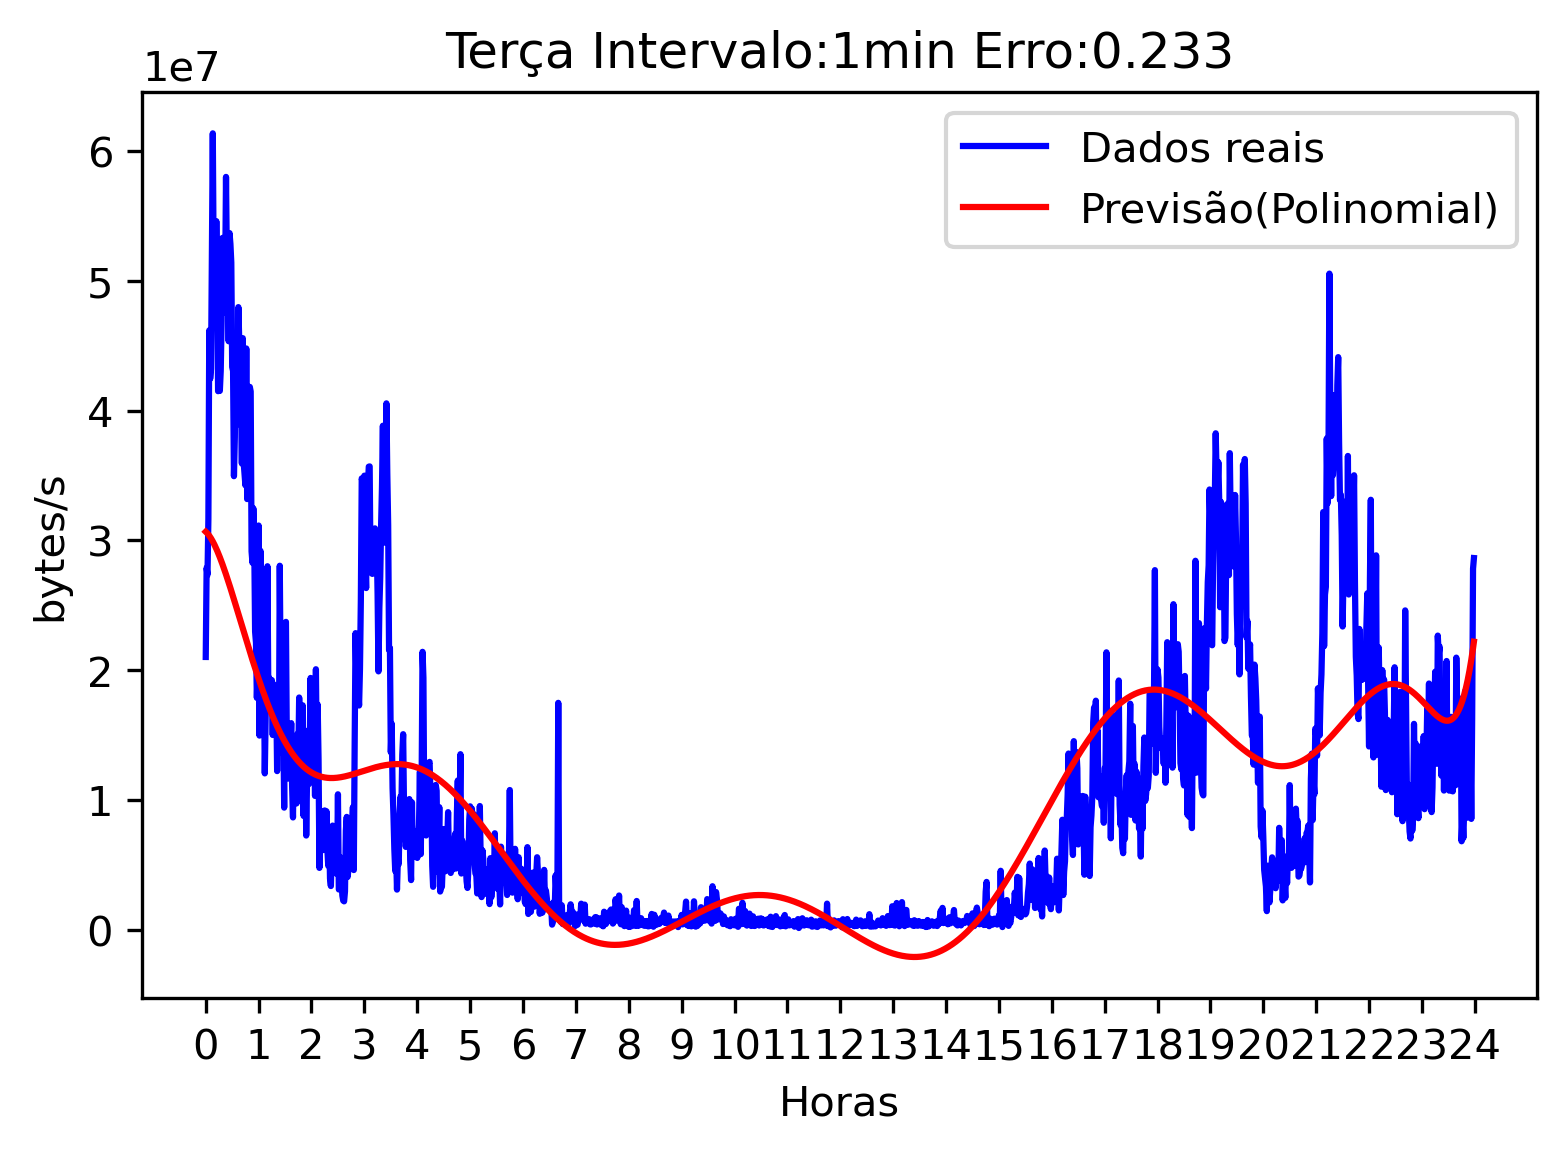 Terça Intervalo:1min Erro:0.233
1e7
Dados reais
Previsão(Polinomial)
6
5
4
3
2
1
0
bytes/s
0 1 2 3 4 5 6 7 8 9 10 11 12 13 14 15 16 17 18 19 20 21 22 23 24
Horas